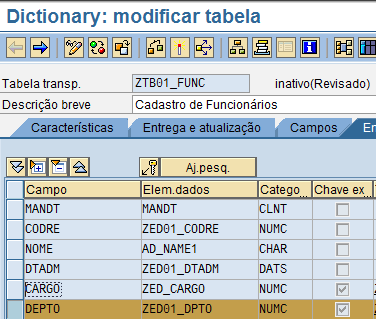 Dictionary: modificar tabela
Tabela transp. ZTB01_FUNC inativo(Revisado)
Descrição breve Cadastro de Funcionários
Características Entrega e atualização Campos
Aj.pesq.
Campo Elem.dados Catego Chave ex
MANDT MANDT CLNT
CODRE ZED01_CODRE NUMC
NOME AD_NAME1 CHAR
DTADM ZED01_DTADM DATS
CARGO ZED_CARGO NUMC
DEPTO ZED01_DPTO NUMC